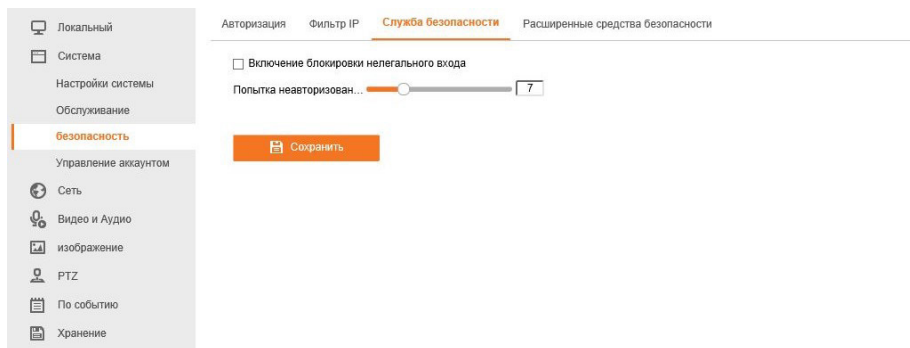 Локальный
Система
Настройки системы
Обслуживание
безопасность
Управление аккаунтом
Сеть
Видео и Аудио
изображение
PTZ
По событию
Хранение
Авторизация Фильтр IP Служба безопасности Расширенные средства безопасности
Включение блокировки нелегального входа
Попытка неавторизован... 7
Сохранить